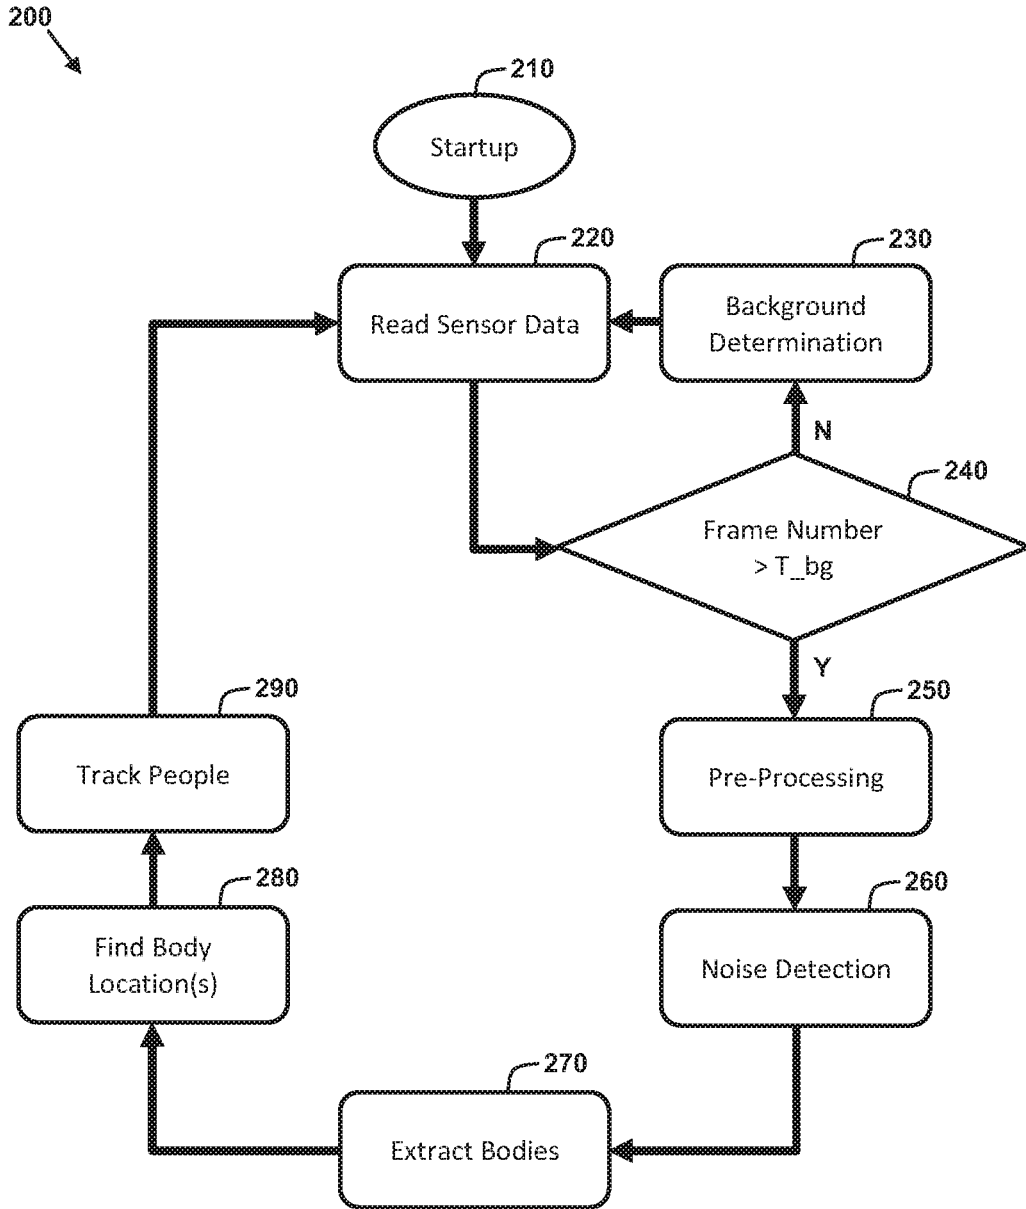 200
210
Startup
220
Read Sensor Data
230
Background
Determination
N
240
Frame Number
> T_bg
Y
250
Pre-Processing
260
Noise Detection
270
Extract Bodies
280
Find Body
Location(s)
290
Track People